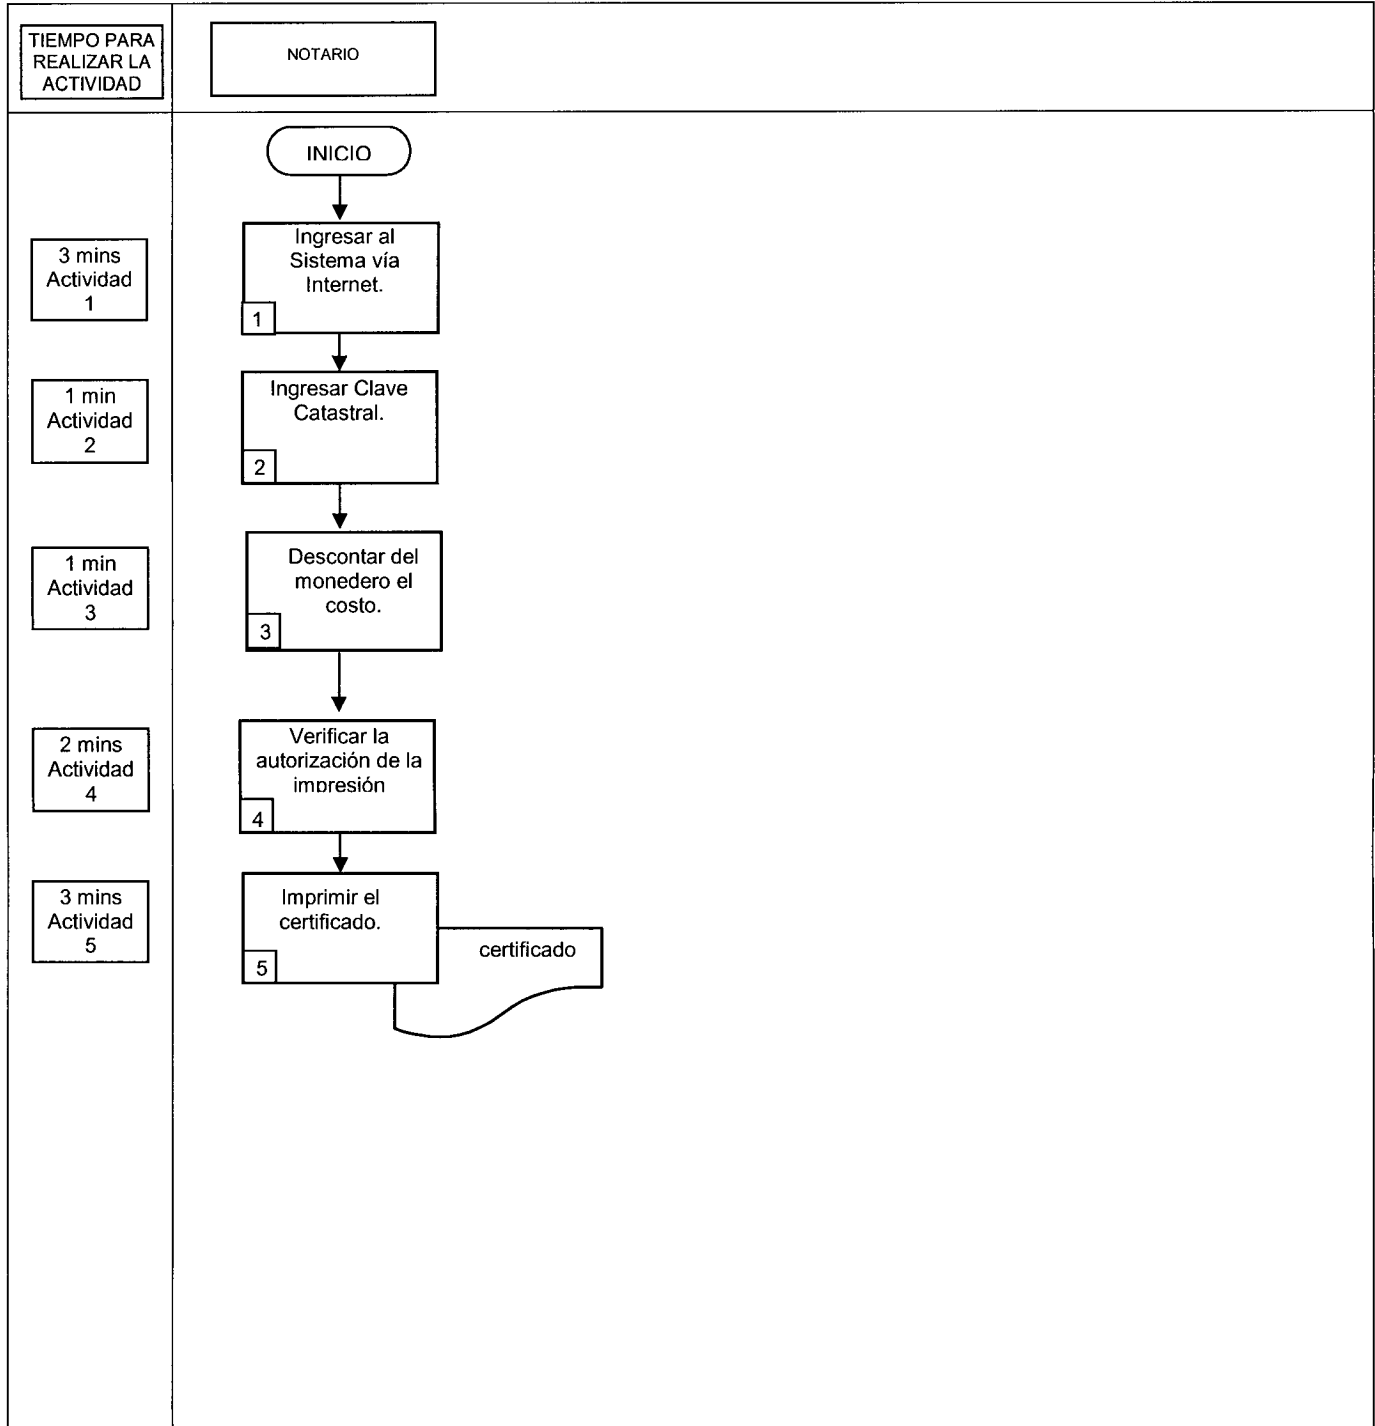 TIEMPO PARA
REALIZAR LA
ACTIVIDAD
NOTARIO
INICIO
3 mins
Actividad
1
Ingresar al
Sistema vía
Internet.
1
1 min
Actividad
2
Ingresar Clave
Catastral.
2
1 min
Actividad
3
Descontar del
monedero el
costo.
3
2 mins
Actividad
4
Verificar la
autorización de la
impresión
4
3 mins
Actividad
5
Imprimir el
certificado.
5
certificado